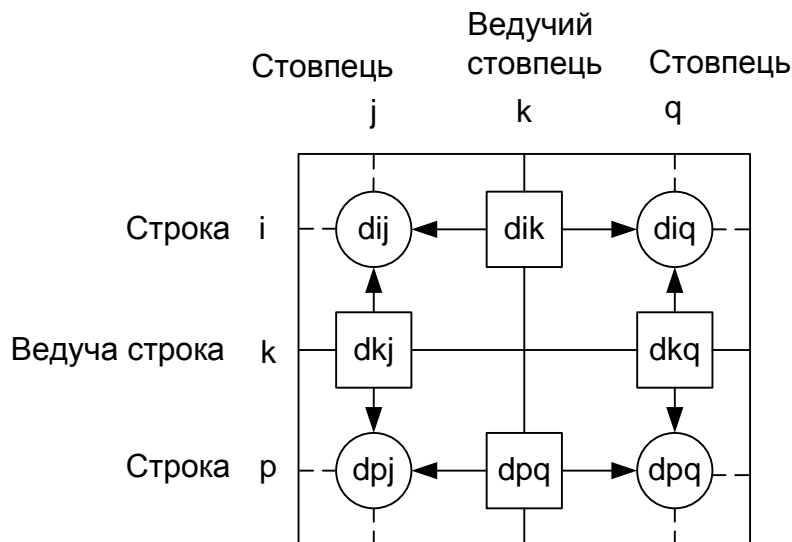 Ведучий
Стовпець стовпець Стовпець
j k q
Строка i dij dik diq
Ведуча строка k dkj dkq
Строка p dpj dpq dpq